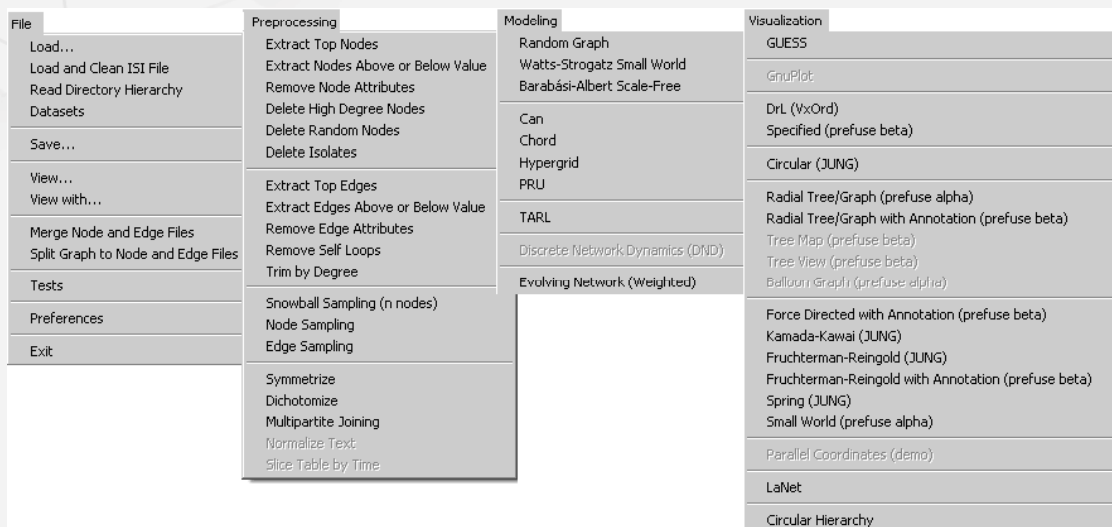 File
Load...
Load and Clean ISI File
Read Directory Hierarchy
Datasets
Save...
View...
View with...
Merge Node and Edge Files
Split Graph to Node and Edge Files
Tests
Preferences
Exit
Preprocessing
Extract Top Nodes
Extract Nodes Above or Below Value
Remove Node Attributes
Delete High Degree Nodes
Delete Random Nodes
Delete Isolates
Extract Top Edges
Extract Edges Above or Below Value
Remove Edge Attributes
Remove Self Loops
Trim by Degree
Snowball Sampling (n nodes)
Node Sampling
Edge Sampling
Symmetrize
Dichotomize
Multipartite Joining
Normalize Text
Slice Table by Time
Modeling
Random Graph
Watts-Strogatz Small World
Barabási-Albert Scale-Free
Can
Chord
Hypergrid
PRU
TARL
Discrete Network Dynamics (DND)
Evolving Network (Weighted)
Visualization
GUESS
GnuPlot
DrL (VxOrd)
Specified (prefuse beta)
Circular (JUNG)
Radial Tree/Graph (prefuse alpha)
Radial Tree/Graph with Annotation (prefuse beta)
Tree Map (prefuse beta)
Tree View (prefuse beta)
Balloon Graph (prefuse alpha)
Force Directed with Annotation (prefuse beta)
Kamada-Kawai (JUNG)
Fruchterman-Reingold (JUNG)
Fruchterman-Reingold with Annotation (prefuse beta)
Spring (JUNG)
Small World (prefuse alpha)
Parallel Coordinates (demo)
LaNet
Circular Hierarchy